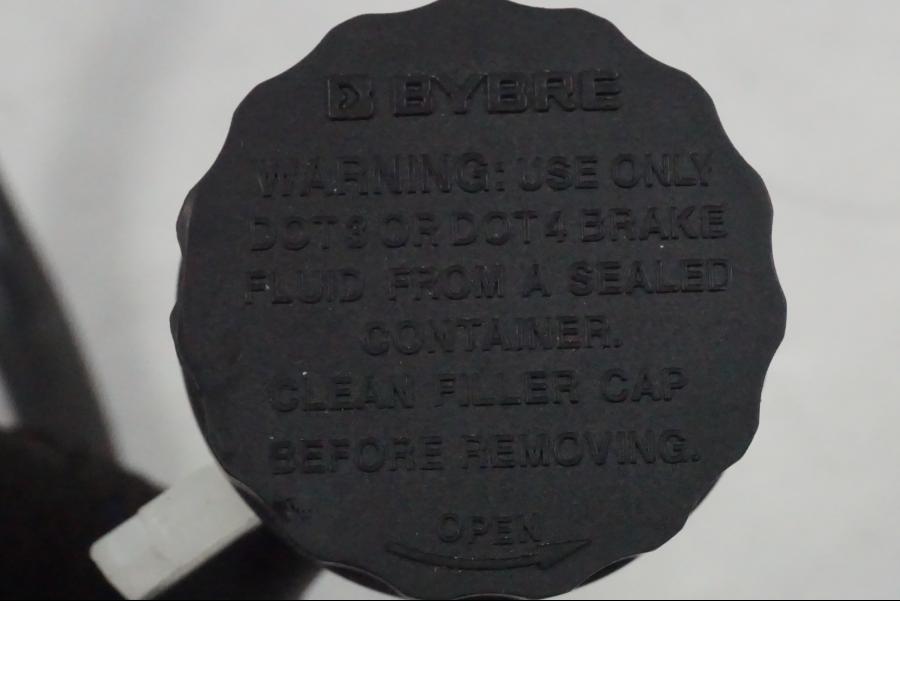 BYBRE
WARNING: USE ONLY
DOT 3 OR DOT 4 BRAKE
FLUID FROM A SEALED
CONTAINER.
CLEAN FILLER CAP
BEFORE REMOVING.
OPEN